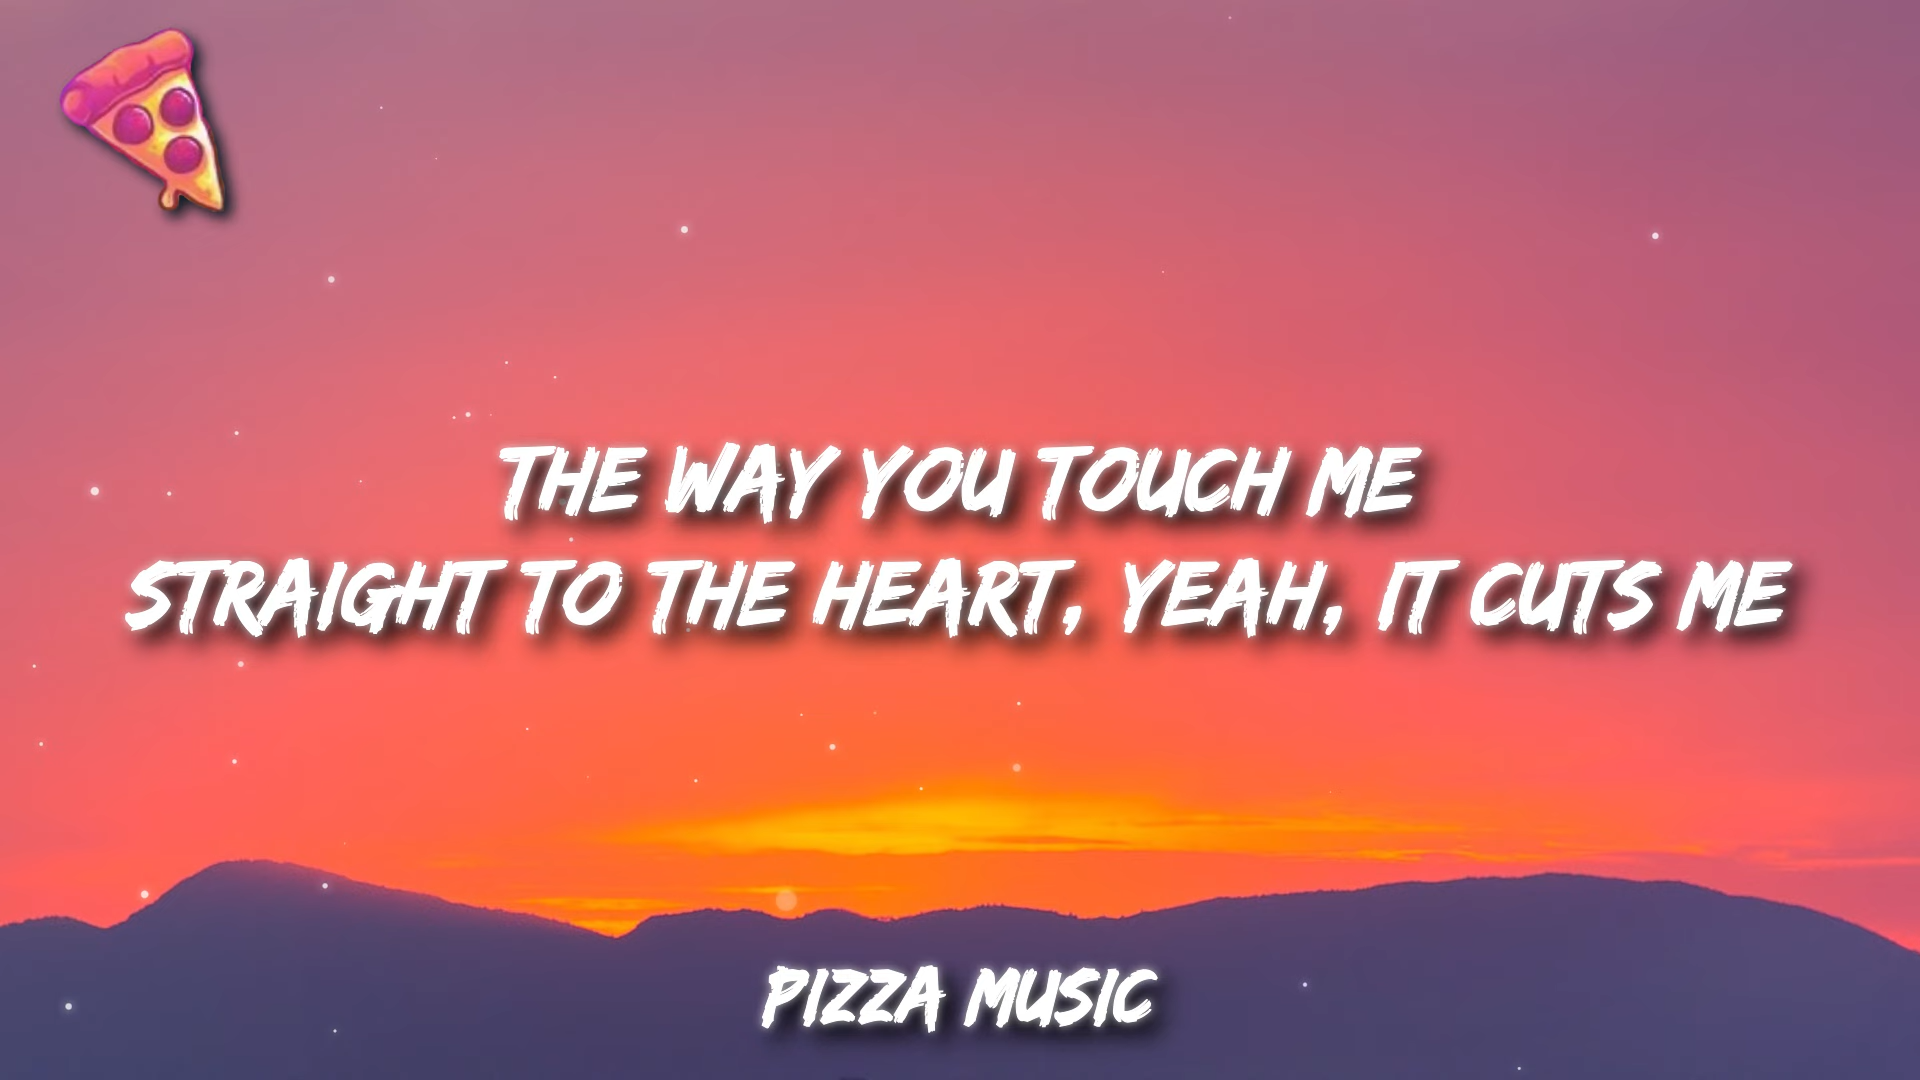 THE WAY YOU TOUCH ME
STRAIGHT TO THE HEART, YEAH, IT CUTS ME
PIZZA MUSIC